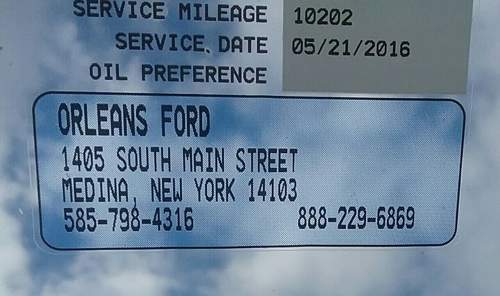 SERVICE MILEAGE 10202
SERVICE DATE 05/21/2016
OIL PREFERENCE
ORLEANS FORD
1405 SOUTH MAIN STREET
MEDINA, NEW YORK 14103
585-798-4316 888-229-6869